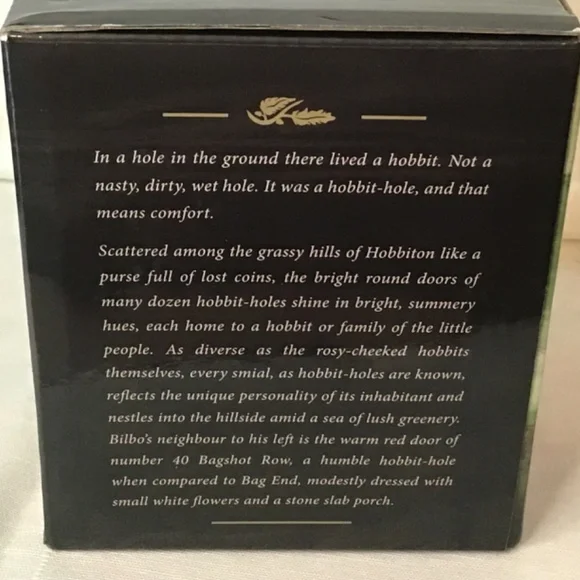 In a hole in the ground there lived a hobbit. Not a
nasty, dirty, wet hole. It was a hobbit-hole, and that
means comfort.
Scattered among the grassy hills of Hobbiton like a
purse full of lost coins, the bright round doors of
many dozen hobbit-holes shine in bright, summery
hues, each home to a hobbit or family of the little
people. As diverse as the rosy-cheeked hobbits
themselves, every smial, as hobbit-holes are known,
reflects the unique personality of its inhabitant and
nestles into the hillside amid a sea of lush greenery.
Bilbo's neighbour to his left is the warm red door of
number 40 Bagshot Row, a humble hobbit-hole
when compared to Bag End, modestly dressed with
small white flowers and a stone slab porch.